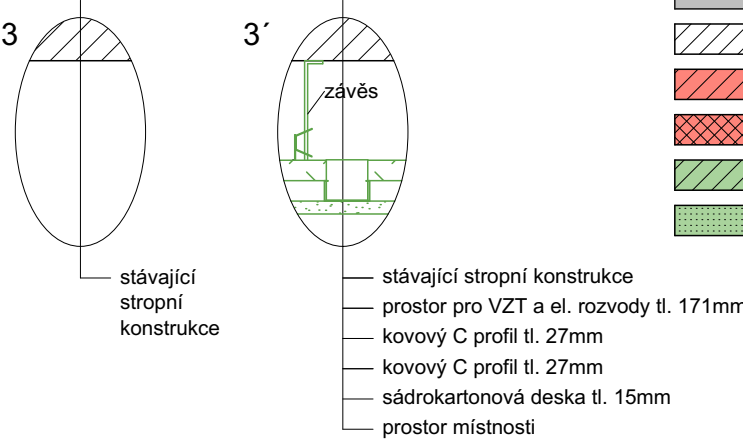 3
3´
závěs
stávající
stropní
konstrukce
stávající stropní konstrukce
prostor pro VZT a el. rozvody tl. 171mm
kovový C profil tl. 27mm
kovový C profil tl. 27mm
sádrokartonová deska tl. 15mm
prostor místnosti